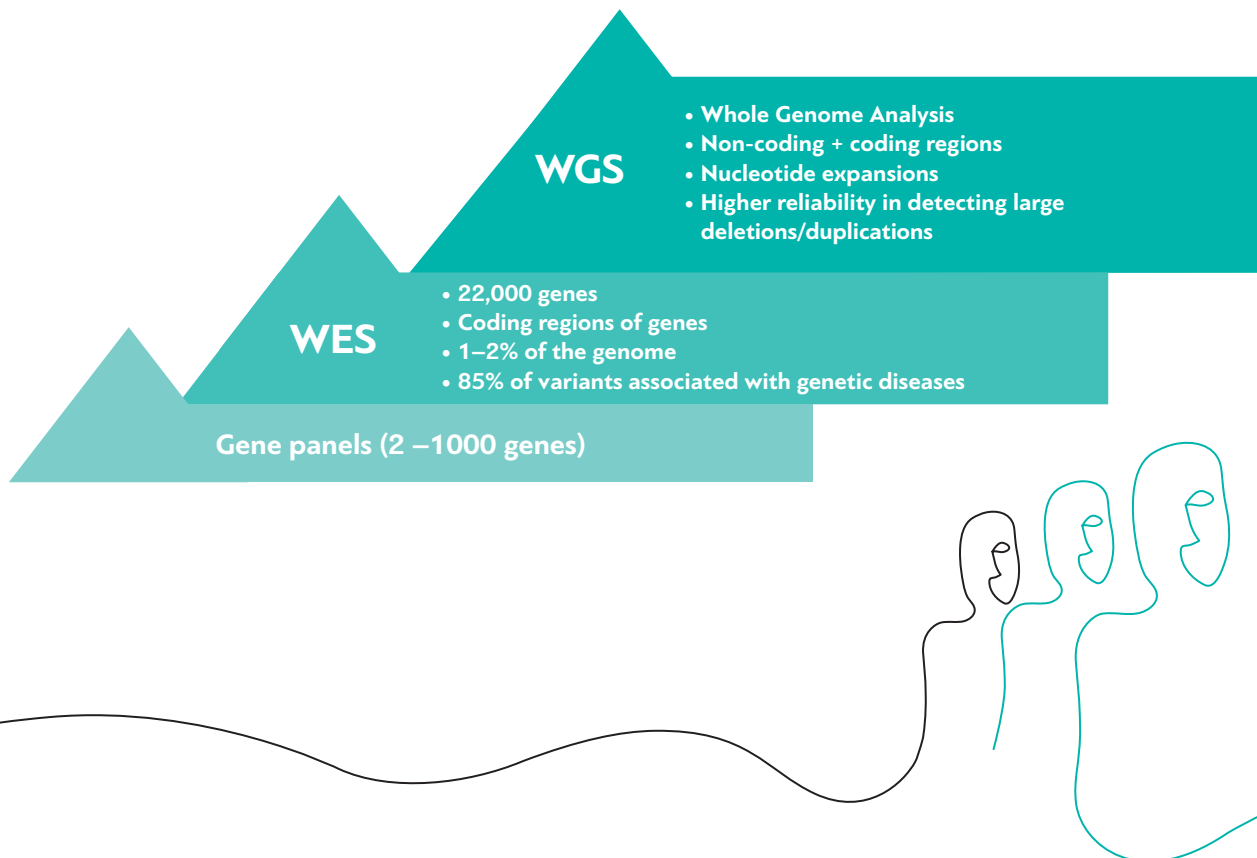 WGS
• Whole Genome Analysis
• Non-coding + coding regions
• Nucleotide expansions
• Higher reliability in detecting large
deletions/duplications
WES
• 22,000 genes
• Coding regions of genes
• 1–2% of the genome
• 85% of variants associated with genetic diseases
Gene panels (2 –1000 genes)